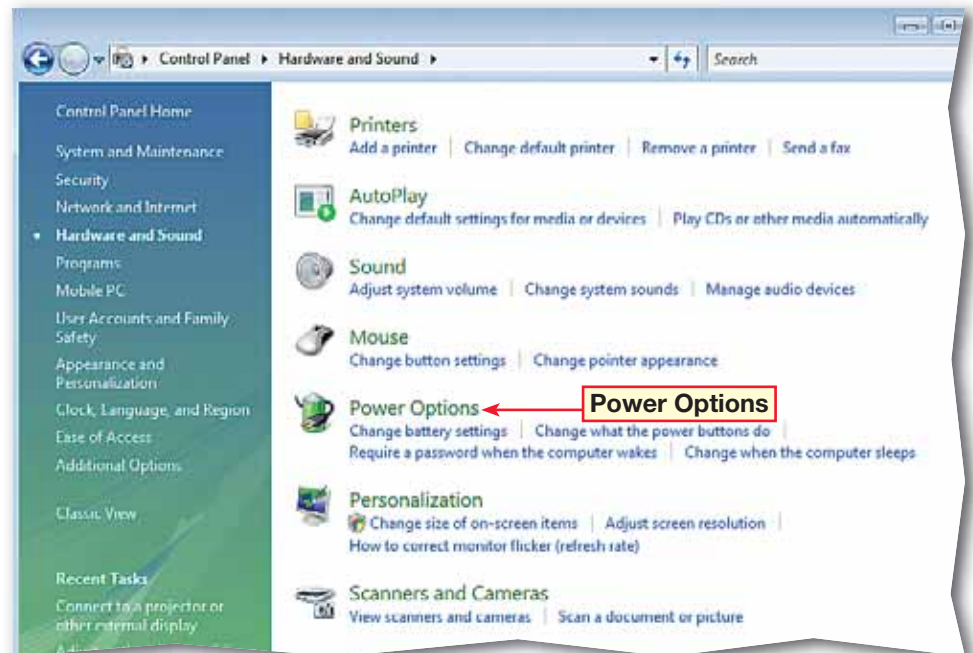 Control Panel Hardware and Sound
Search
Control Panel Home
System and Maintenance
Security
Network and Internet
Hardware and Sound
Programs
Mobile PC
User Accounts and Family
Safety
Appearance and
Personalization
Clock, Language, and Region
Ease of Access
Additional Options
Classic View
Recent Tasks
Connect to a projector or
other external display
Printers
Add a printer | Change default printer | Remove a printer | Send a fax
AutoPlay
Change default settings for media or devices | Play CDs or other media automatically
Sound
Adjust system volume | Change system sounds | Manage audio devices
Mouse
Change button settings | Change pointer appearance
Power Options
Power Options
Change battery settings | Change what the power buttons do |
Require a password when the computer wakes | Change when the computer sleeps
Personalization
Change size of on-screen items | Adjust screen resolution |
How to correct monitor flicker (refresh rate)
Scanners and Cameras
View scanners and cameras | Scan a document or picture